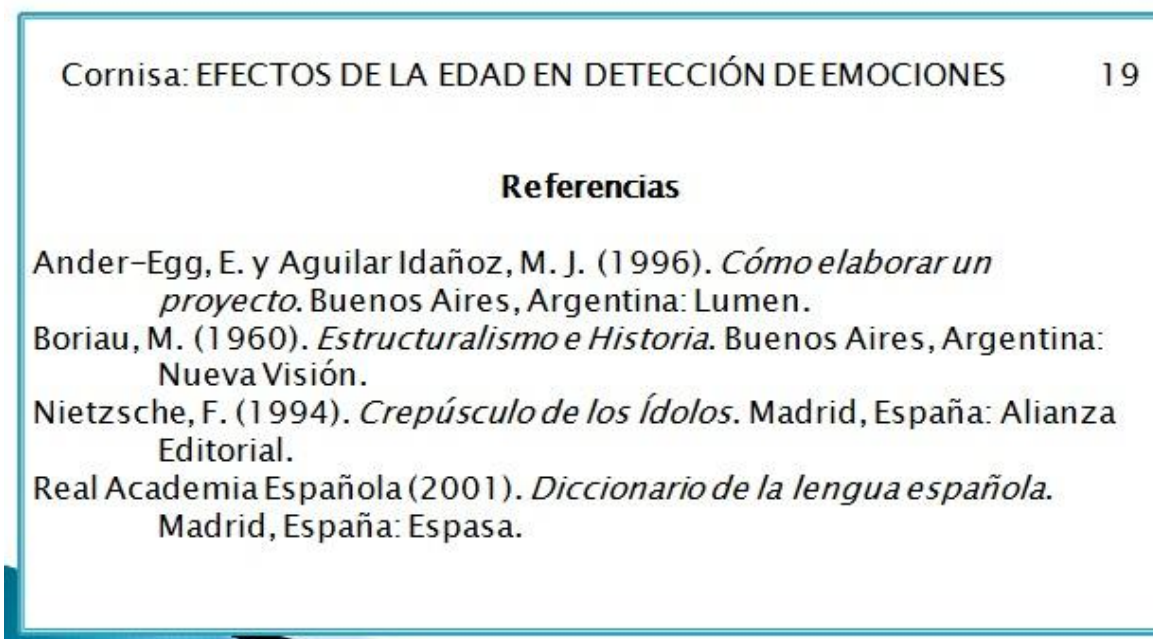 Cornisa: EFECTOS DE LA EDAD EN DETECCIÓN DE EMOCIONES 19
Referencias
Ander-Egg, E. y Aguilar Idañoz, M. J. (1996). Cómo elaborar un
proyecto. Buenos Aires, Argentina: Lumen.
Boriau, M. (1960). Estructuralismo e Historia. Buenos Aires, Argentina:
Nueva Visión.
Nietzsche, F. (1994). Crepúsculo de los Ídolos. Madrid, España: Alianza
Editorial.
Real Academia Española (2001). Diccionario de la lengua española.
Madrid, España: Espasa.